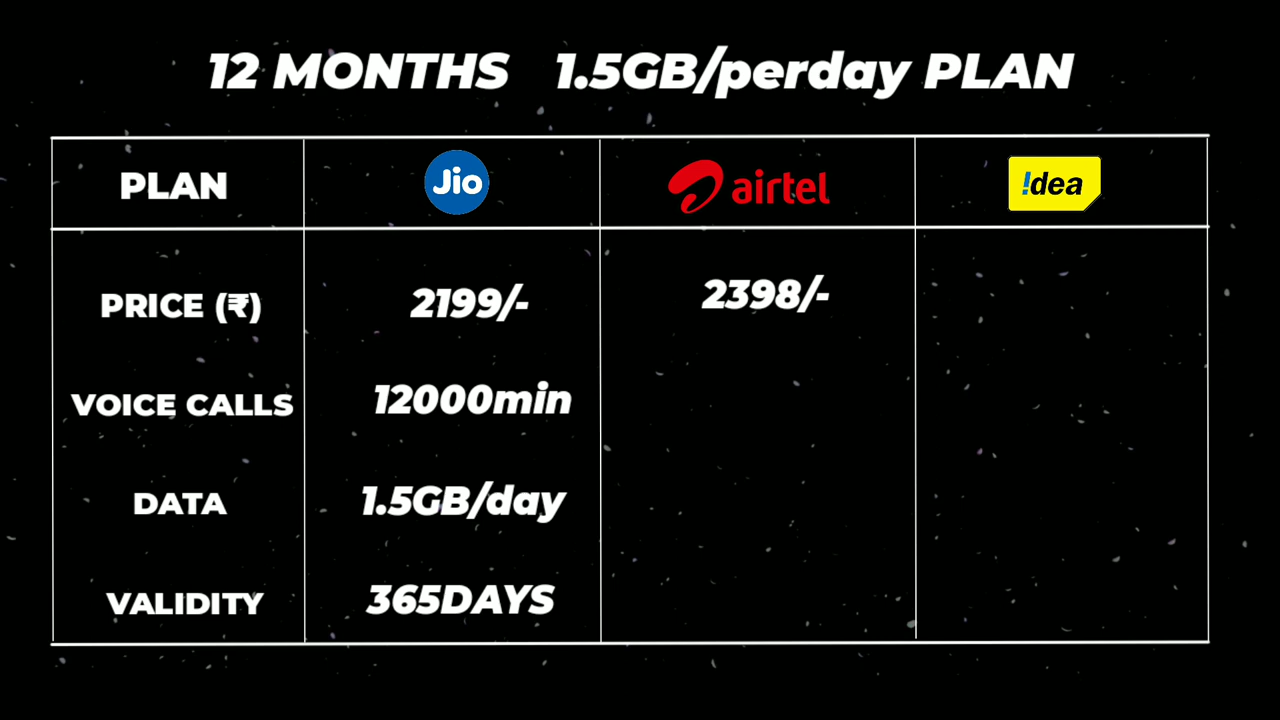 12 MONTHS 1.5GB/perday PLAN
PLAN Jio airtel !dea
PRICE (₹) 2199/- 2398/-
VOICE CALLS 12000min
DATA 1.5GB/day
VALIDITY 365DAYS